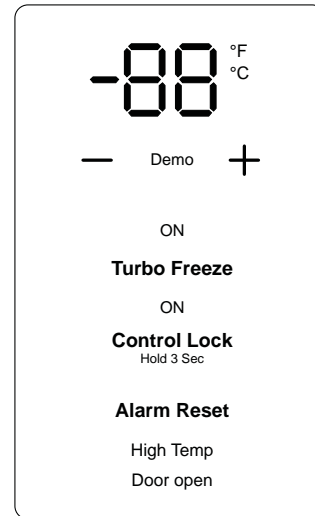 -88 °F
°C
— Demo +
ON
Turbo Freeze
ON
Control Lock
Hold 3 Sec
Alarm Reset
High Temp
Door open